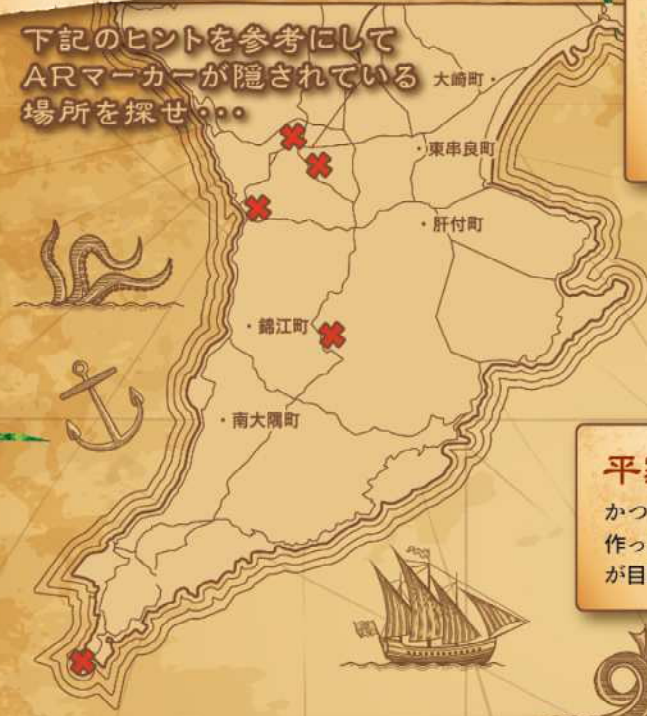 下記のヒントを参考にして
ARマーカーが隠されている
場所を探せ・・・
大崎町
東串良町
肝付町
錦江町
南大隅町
平
かつ
作っ
が目